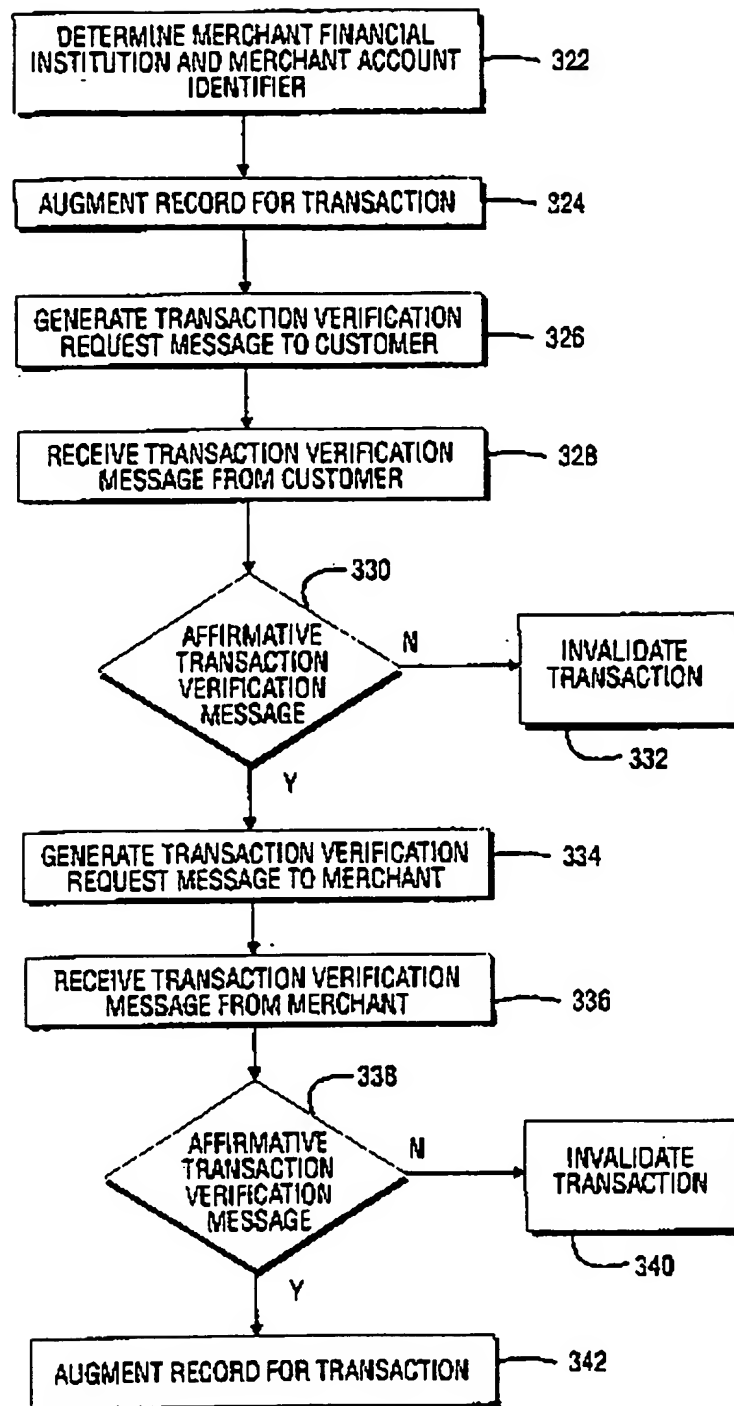 DETERMINE MERCHANT FINANCIAL
INSTITUTION AND MERCHANT ACCOUNT
IDENTIFIER
322
AUGMENT RECORD FOR TRANSACTION
324
GENERATE TRANSACTION VERIFICATION
REQUEST MESSAGE TO CUSTOMER
326
RECEIVE TRANSACTION VERIFICATION
MESSAGE FROM CUSTOMER
328
330
AFFIRMATIVE
TRANSACTION
VERIFICATION
MESSAGE
N
INVALIDATE
TRANSACTION
332
Y
GENERATE TRANSACTION VERIFICATION
REQUEST MESSAGE TO MERCHANT
334
RECEIVE TRANSACTION VERIFICATION
MESSAGE FROM MERCHANT
336
338
AFFIRMATIVE
TRANSACTION
VERIFICATION
MESSAGE
N
INVALIDATE
TRANSACTION
340
Y
AUGMENT RECORD FOR TRANSACTION
342